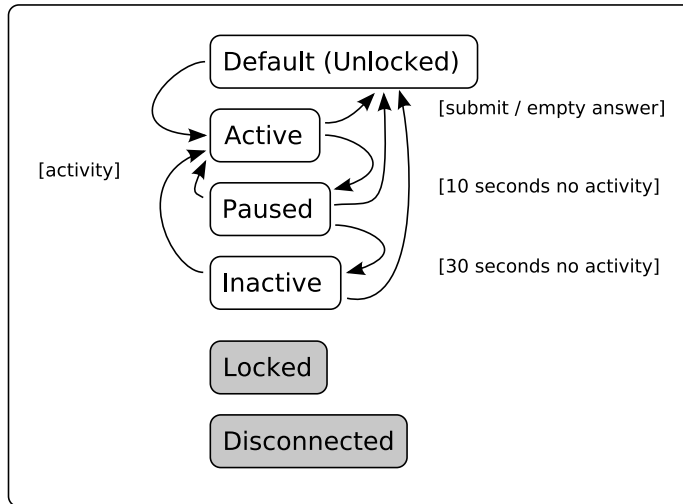 Default (Unlocked)
[submit / empty answer]
Active
[activity]
[10 seconds no activity]
Paused
[30 seconds no activity]
Inactive
Locked
Disconnected